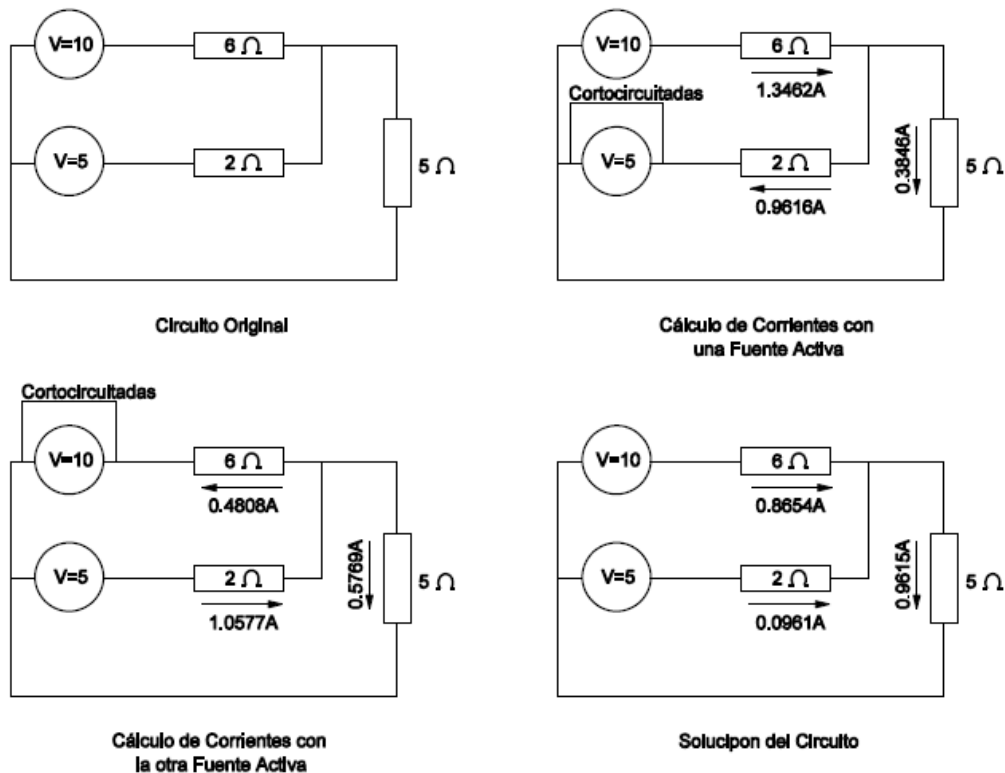 V=10
6 Ω
V=5
2 Ω
5 Ω
Circuito Original
V=10
6 Ω
1.3462A
Cortocircuitadas
V=5
2 Ω
0.9616A
0.3846A
5 Ω
Cálculo de Corrientes con
una Fuente Activa
Cortocircuitadas
V=10
6 Ω
0.4808A
V=5
2 Ω
1.0577A
0.5769A
5 Ω
Cálculo de Corrientes con
la otra Fuente Activa
V=10
6 Ω
0.8654A
V=5
2 Ω
0.0961A
0.9615A
5 Ω
Solucipon del Circuito